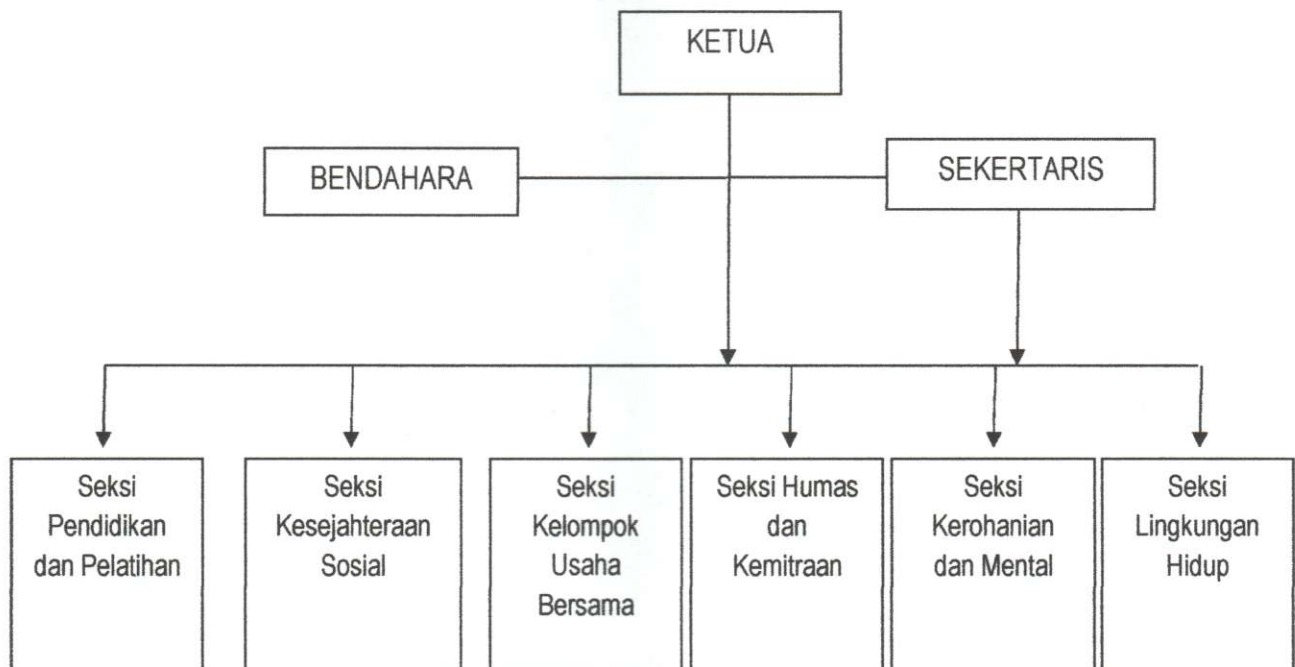 KETUA
BENDAHARA
SEKERTARIS
Seksi
Pendidikan
dan Pelatihan
Seksi
Kesejahteraan
Sosial
Seksi
Kelompok
Usaha
Bersama
Seksi Humas
dan
Kemitraan
Seksi
Kerohanian
dan Mental
Seksi
Lingkungan
Hidup